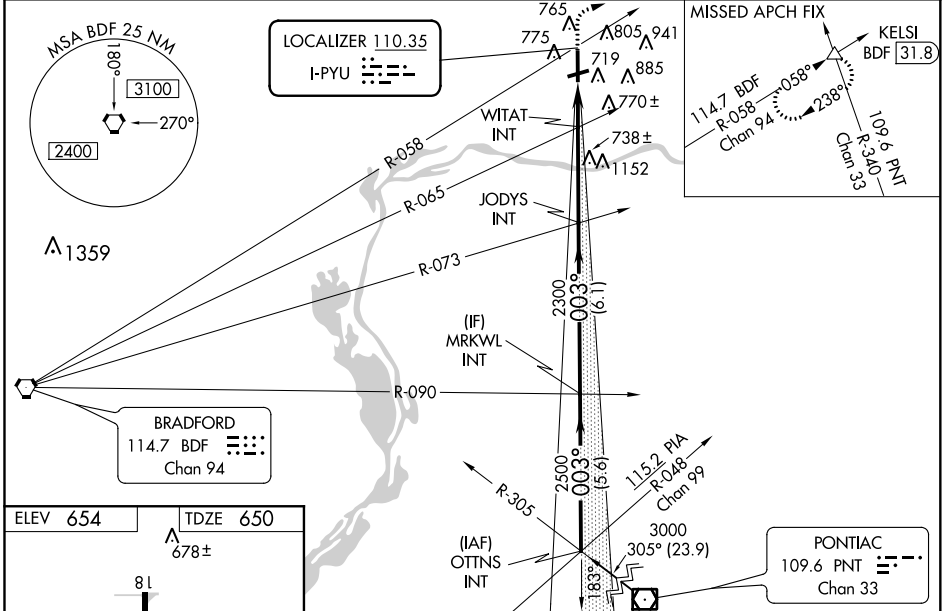 MSA BDF 25 NM
180°
3100
270°
2400
LOCALIZER 110.35
I-PYU
765
775
805
941
719
885
770±
738±
1152
WITAT
INT
JODYS
INT
R-058
R-065
R-073
R-090
1359
2300
003°
(6.1)
(IF)
MRKWL
INT
BRADFORD
114.7 BDF
Chan 94
2500
003°
(5.6)
115.2 PIA
R-048
Chan 99
R-305
(IAF)
OTTNS
INT
183°
3000
305° (23.9)
PONTIAC
109.6 PNT
Chan 33
MISSED APCH FIX
KELSI
BDF 31.8
058°
238°
114.7 BDF
R-058
Chan 94
109.6 PNT
R-340
Chan 33
ELEV 654
TDZE 650
678±
18